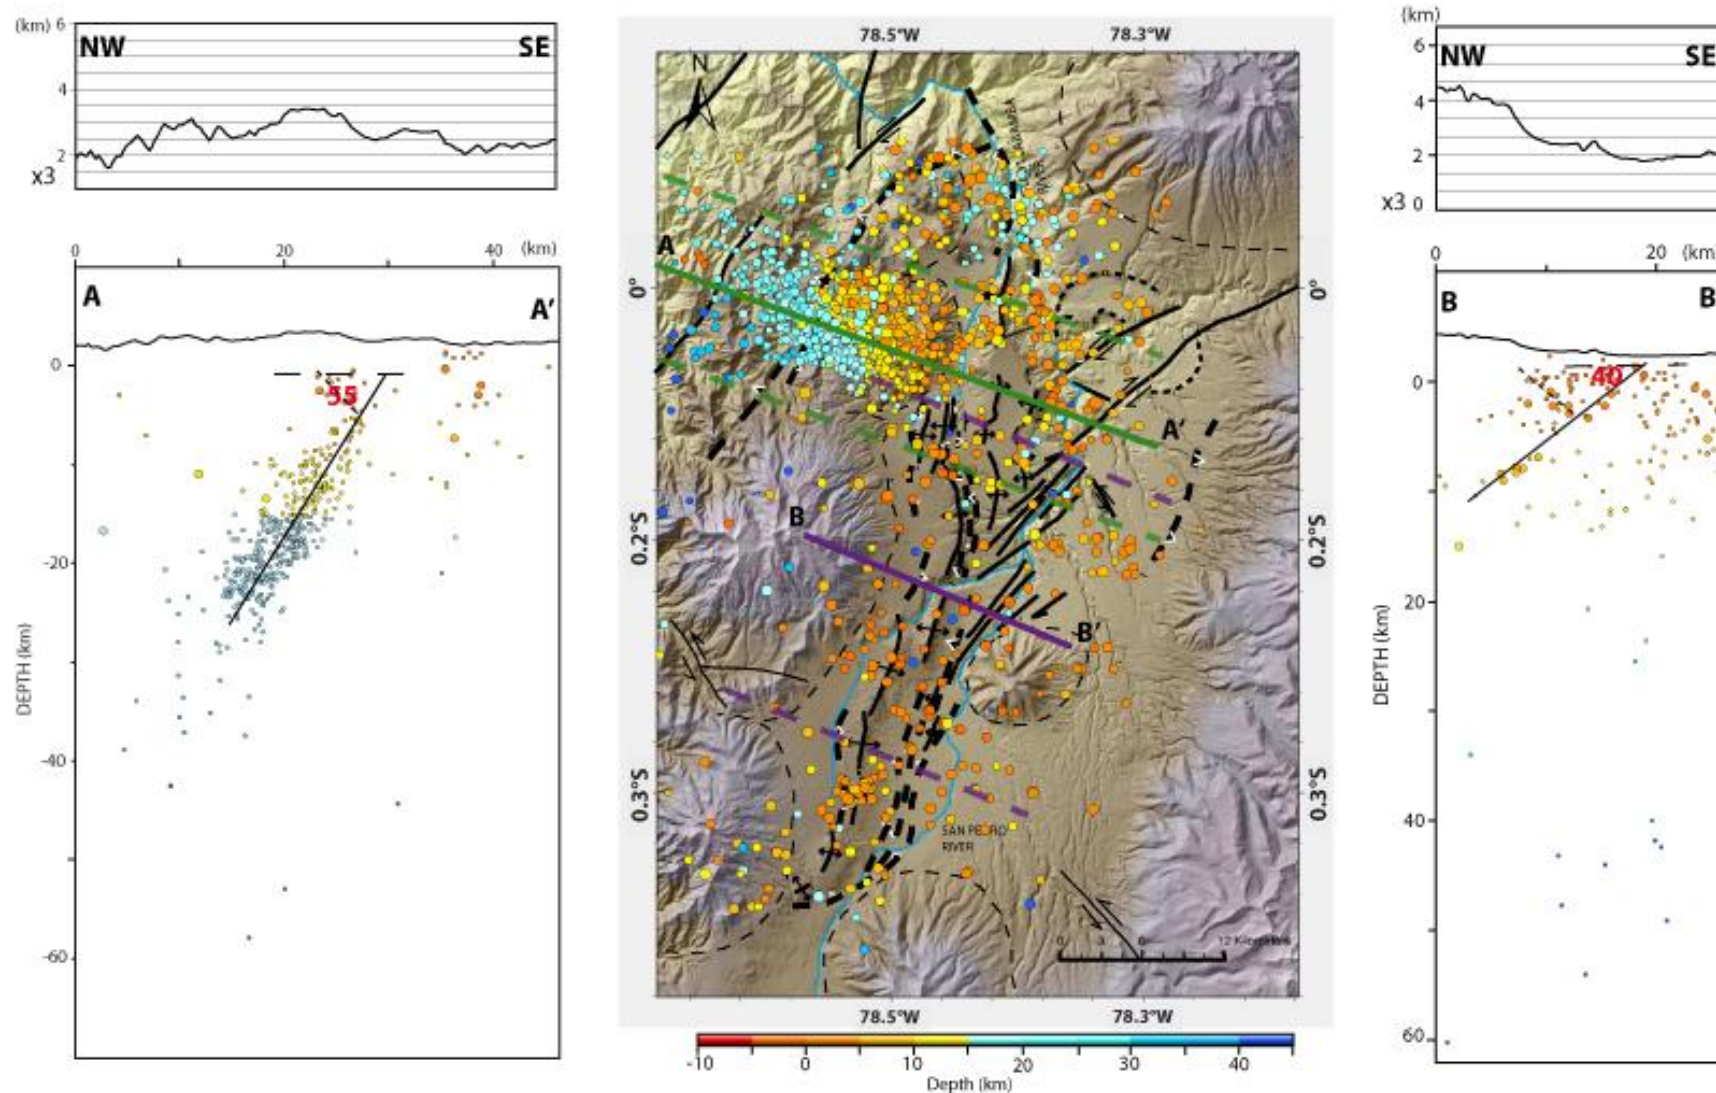 (km) 6
NW SE
4
2
x3
0 20 40 (km)
A A'
0
55
-20
DEPTH (km)
-40
-60
78.5°W 78.3°W
N
A
0° 0°
A'
B
0.2°S 0.2°S
B'
0.3°S 0.3°S
SAN PEDRO
RIVER
12 Kilometers
78.5°W 78.3°W
-10 0 10 20 30 40
Depth (km)
(km)
6
NW SE
4
2
x3 0
0 20 (km
B B
0
40
20
DEPTH (km)
40
60